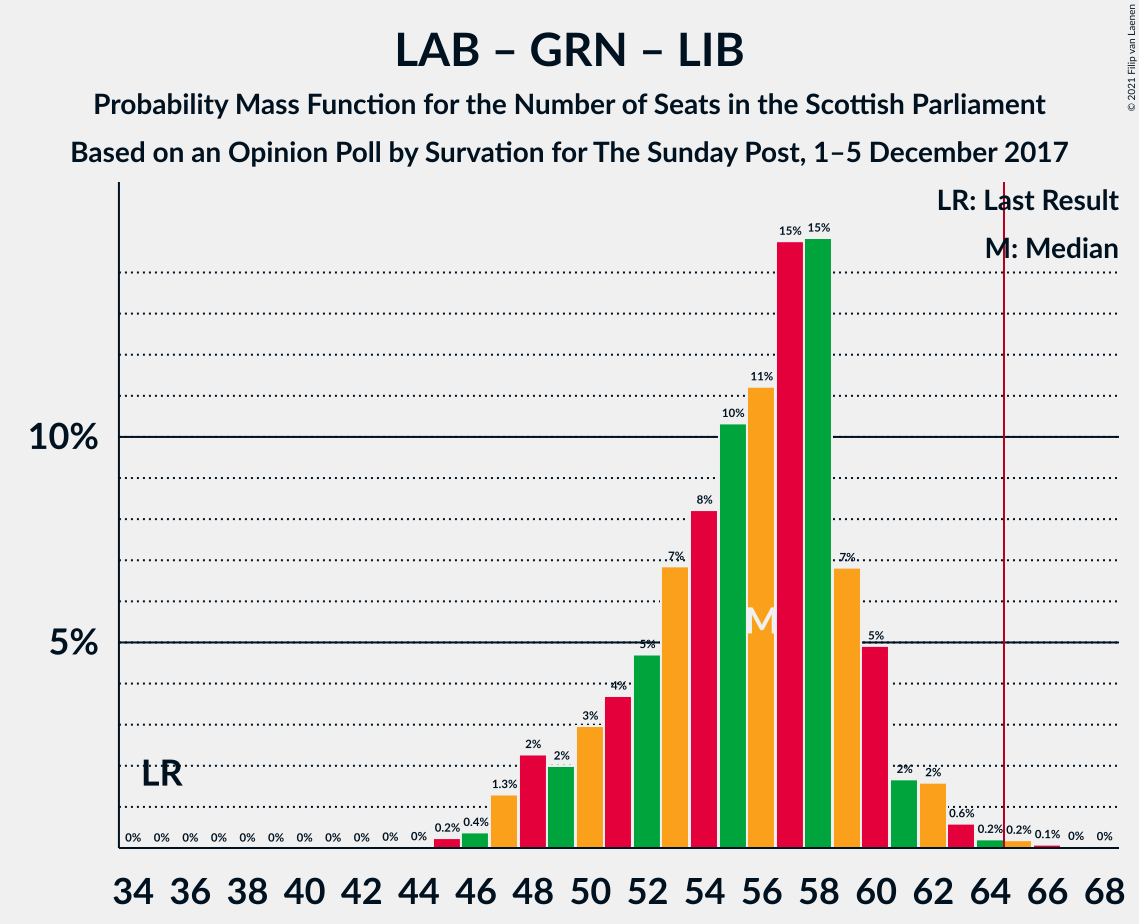 LAB – GRN – LIB
Probability Mass Function for the Number of Seats in the Scottish Parliament
Based on an Opinion Poll by Survation for The Sunday Post, 1–5 December 2017
© 2021 Filip van Laenen
LR: Last Result
M: Median
15% 15%
11%
10%
10%
8%
7% 7%
M
5%
5% 5%
4%
3%
2% 2% 2% 2%
LR
1.3%
0.6%
0% 0% 0% 0% 0% 0% 0% 0% 0% 0% 0% 0.2% 0.4% 0.2% 0.2% 0.1% 0% 0%
34 36 38 40 42 44 46 48 50 52 54 56 58 60 62 64 66 68